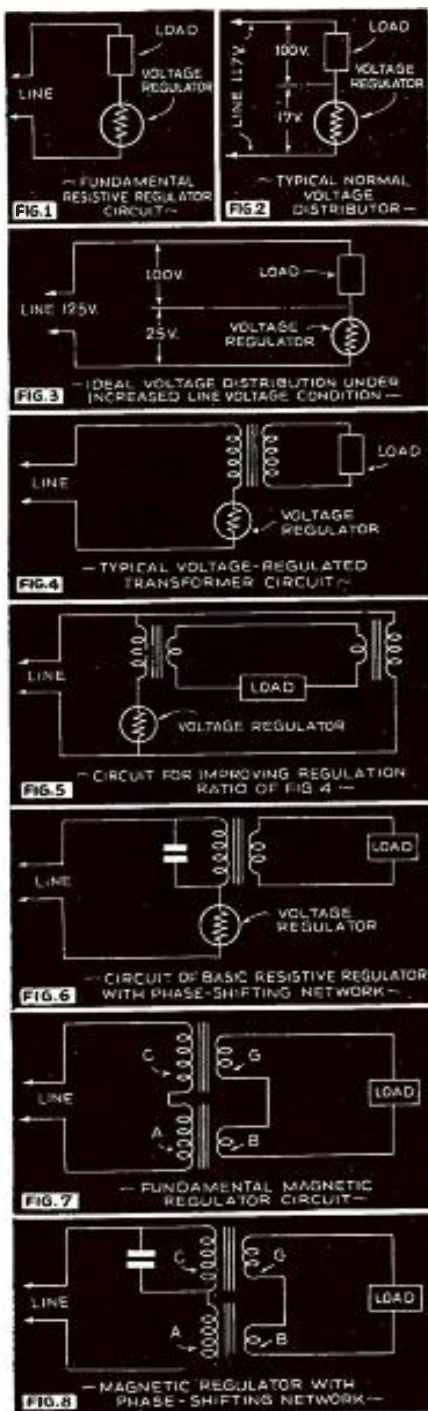 LOAD
VOLTAGE
REGULATOR
LINE
— FUNDAMENTAL
RESISTIVE REGULATOR
CIRCUIT —
FIG.1
LINE 117V.
100V.
17V.
LOAD
VOLTAGE
REGULATOR
— TYPICAL NORMAL
VOLTAGE
DISTRIBUTOR —
FIG.2
LINE 125V.
100V.
25V.
LOAD
VOLTAGE
REGULATOR
— IDEAL VOLTAGE DISTRIBUTION UNDER
INCREASED LINE VOLTAGE CONDITION —
FIG.3
LINE
LOAD
VOLTAGE
REGULATOR
— TYPICAL VOLTAGE-REGULATED
TRANSFORMER CIRCUIT —
FIG.4
LINE
LOAD
VOLTAGE REGULATOR
— CIRCUIT FOR IMPROVING REGULATION
RATIO OF FIG 4 —
FIG.5
LINE
LOAD
VOLTAGE
REGULATOR
— CIRCUIT OF BASIC RESISTIVE REGULATOR
WITH PHASE-SHIFTING NETWORK —
FIG.6
C
G
LINE
LOAD
A
B
— FUNDAMENTAL MAGNETIC
REGULATOR CIRCUIT —
FIG.7
C
G
LINE
LOAD
A
B
— MAGNETIC REGULATOR WITH
PHASE-SHIFTING NETWORK —
FIG.8